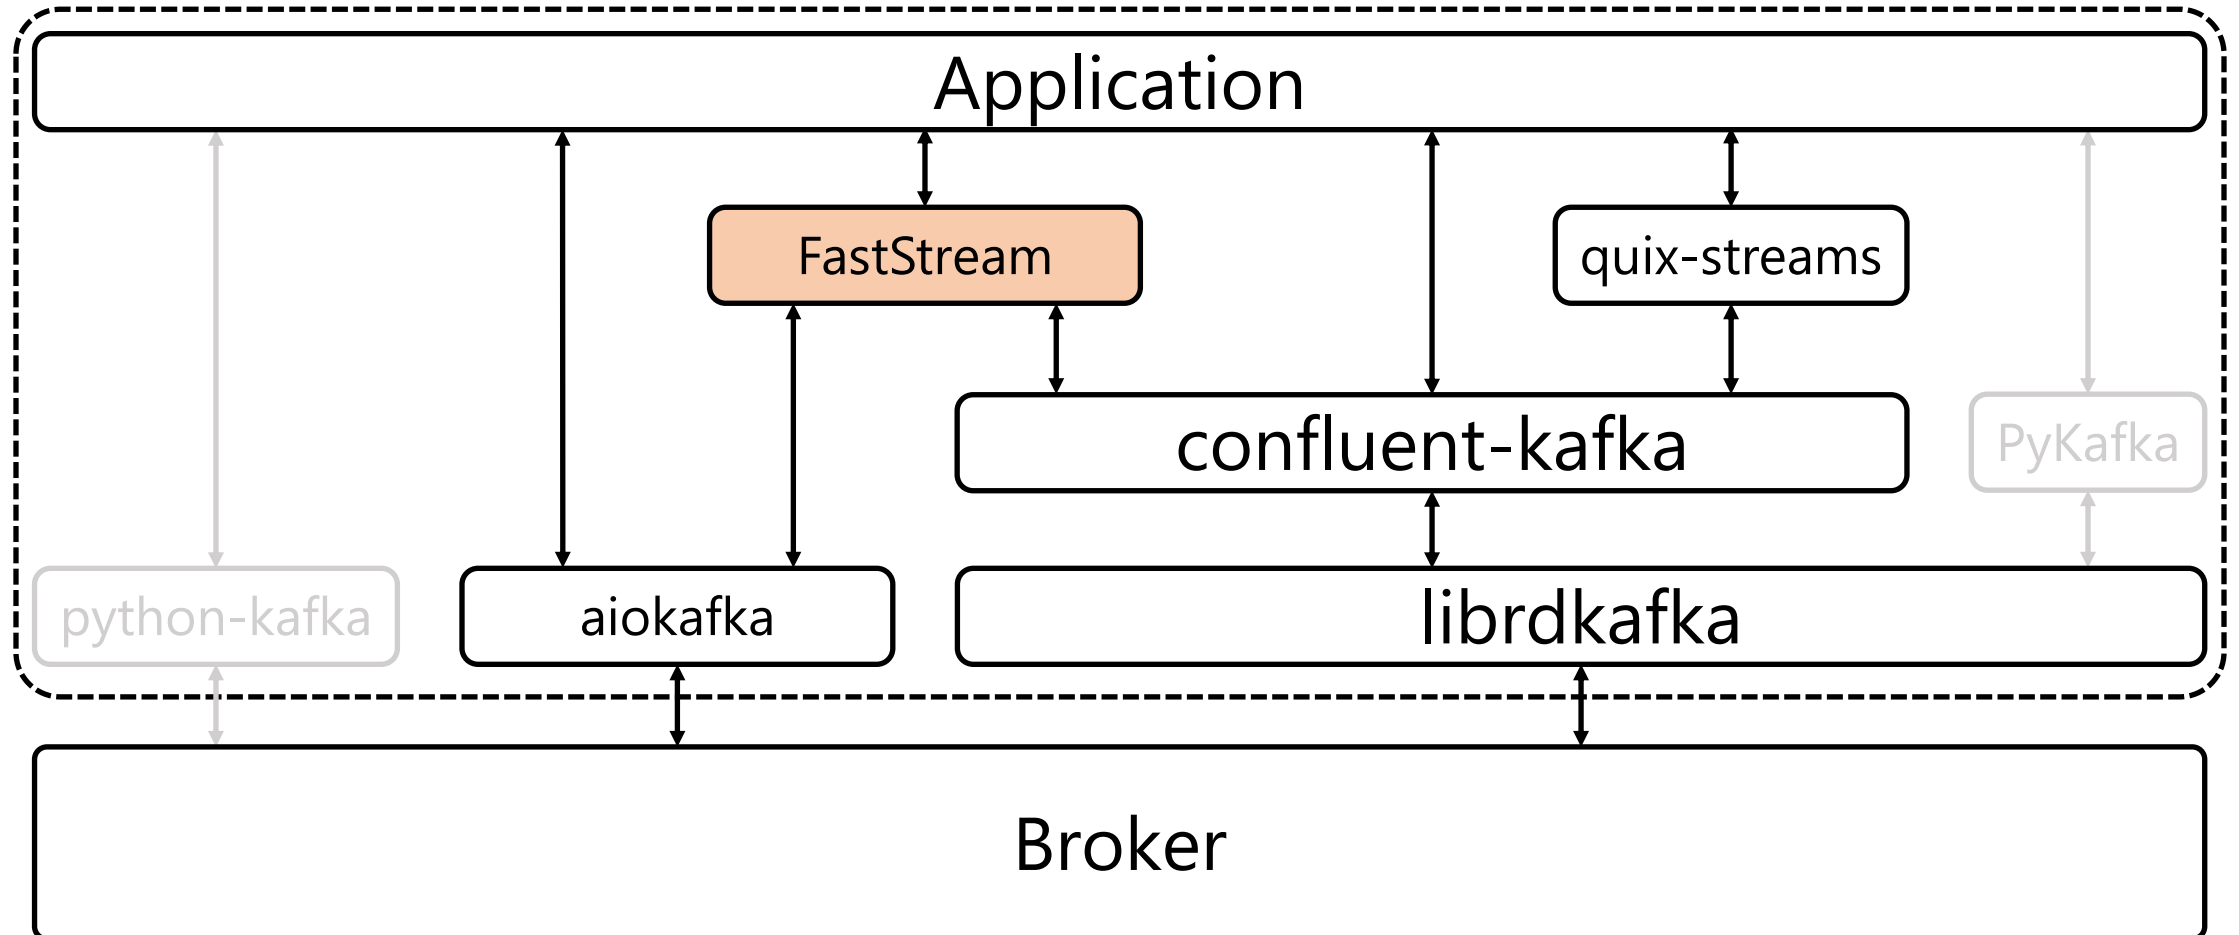 Application
FastStream
quix-streams
confluent-kafka
PyKafka
python-kafka
aiokafka
librdkafka
Broker